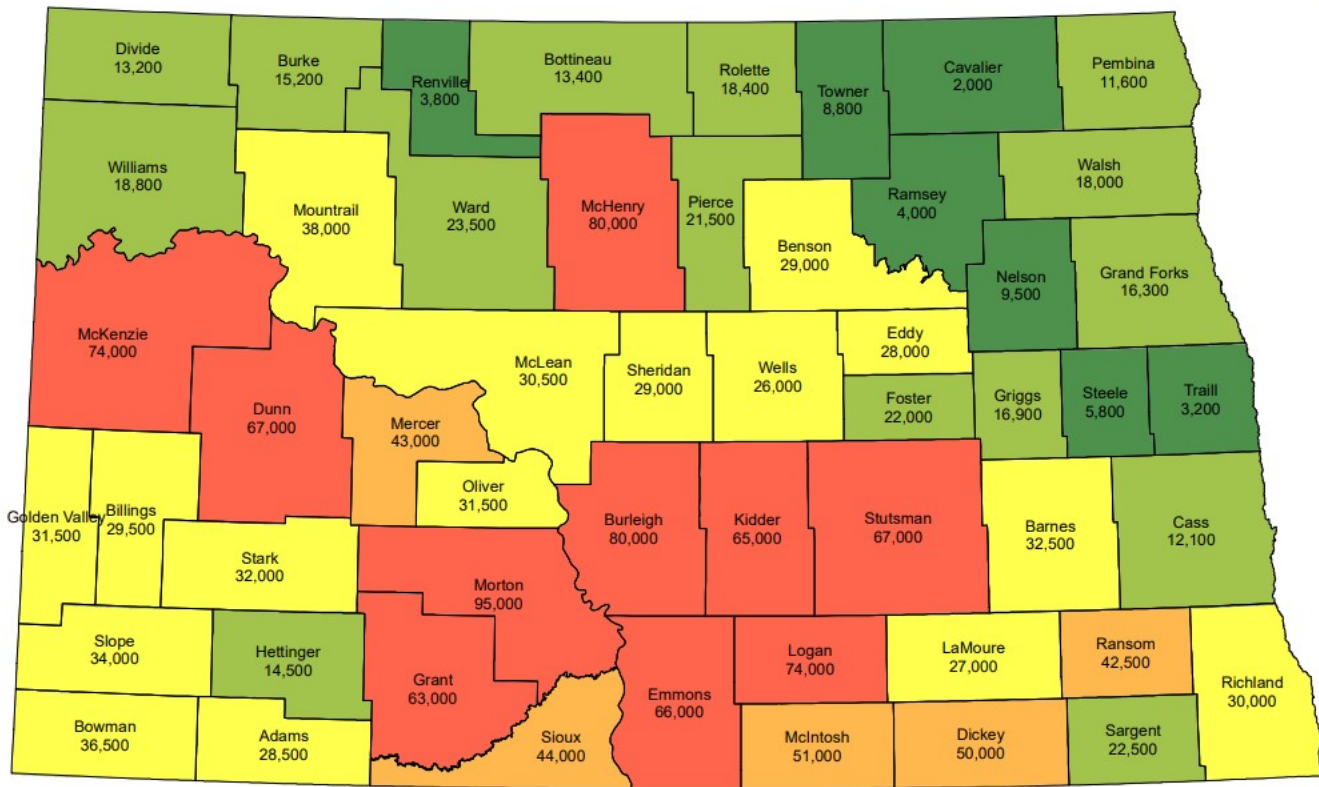 Divide
13,200
Burke
15,200
Renville
3,800
Bottineau
13,400
Rolette
18,400
Towner
8,800
Cavalier
2,000
Pembina
11,600
Williams
18,800
Mountrail
38,000
Ward
23,500
McHenry
80,000
Pierce
21,500
Benson
29,000
Ramsey
4,000
Walsh
18,000
Nelson
9,500
Grand Forks
16,300
McKenzie
74,000
Dunn
67,000
Mercer
43,000
McLean
30,500
Sheridan
29,000
Wells
26,000
Eddy
28,000
Foster
22,000
Griggs
16,900
Steele
5,800
Traill
3,200
Golden Valley
31,500
Billings
29,500
Oliver
31,500
Stark
32,000
Burleigh
80,000
Kidder
65,000
Stutsman
67,000
Barnes
32,500
Cass
12,100
Morton
95,000
Slope
34,000
Hettinger
14,500
Grant
63,000
Emmons
66,000
Logan
74,000
LaMoure
27,000
Ransom
42,500
Richland
30,000
Bowman
36,500
Adams
28,500
Sioux
44,000
McIntosh
51,000
Dickey
50,000
Sargent
22,500